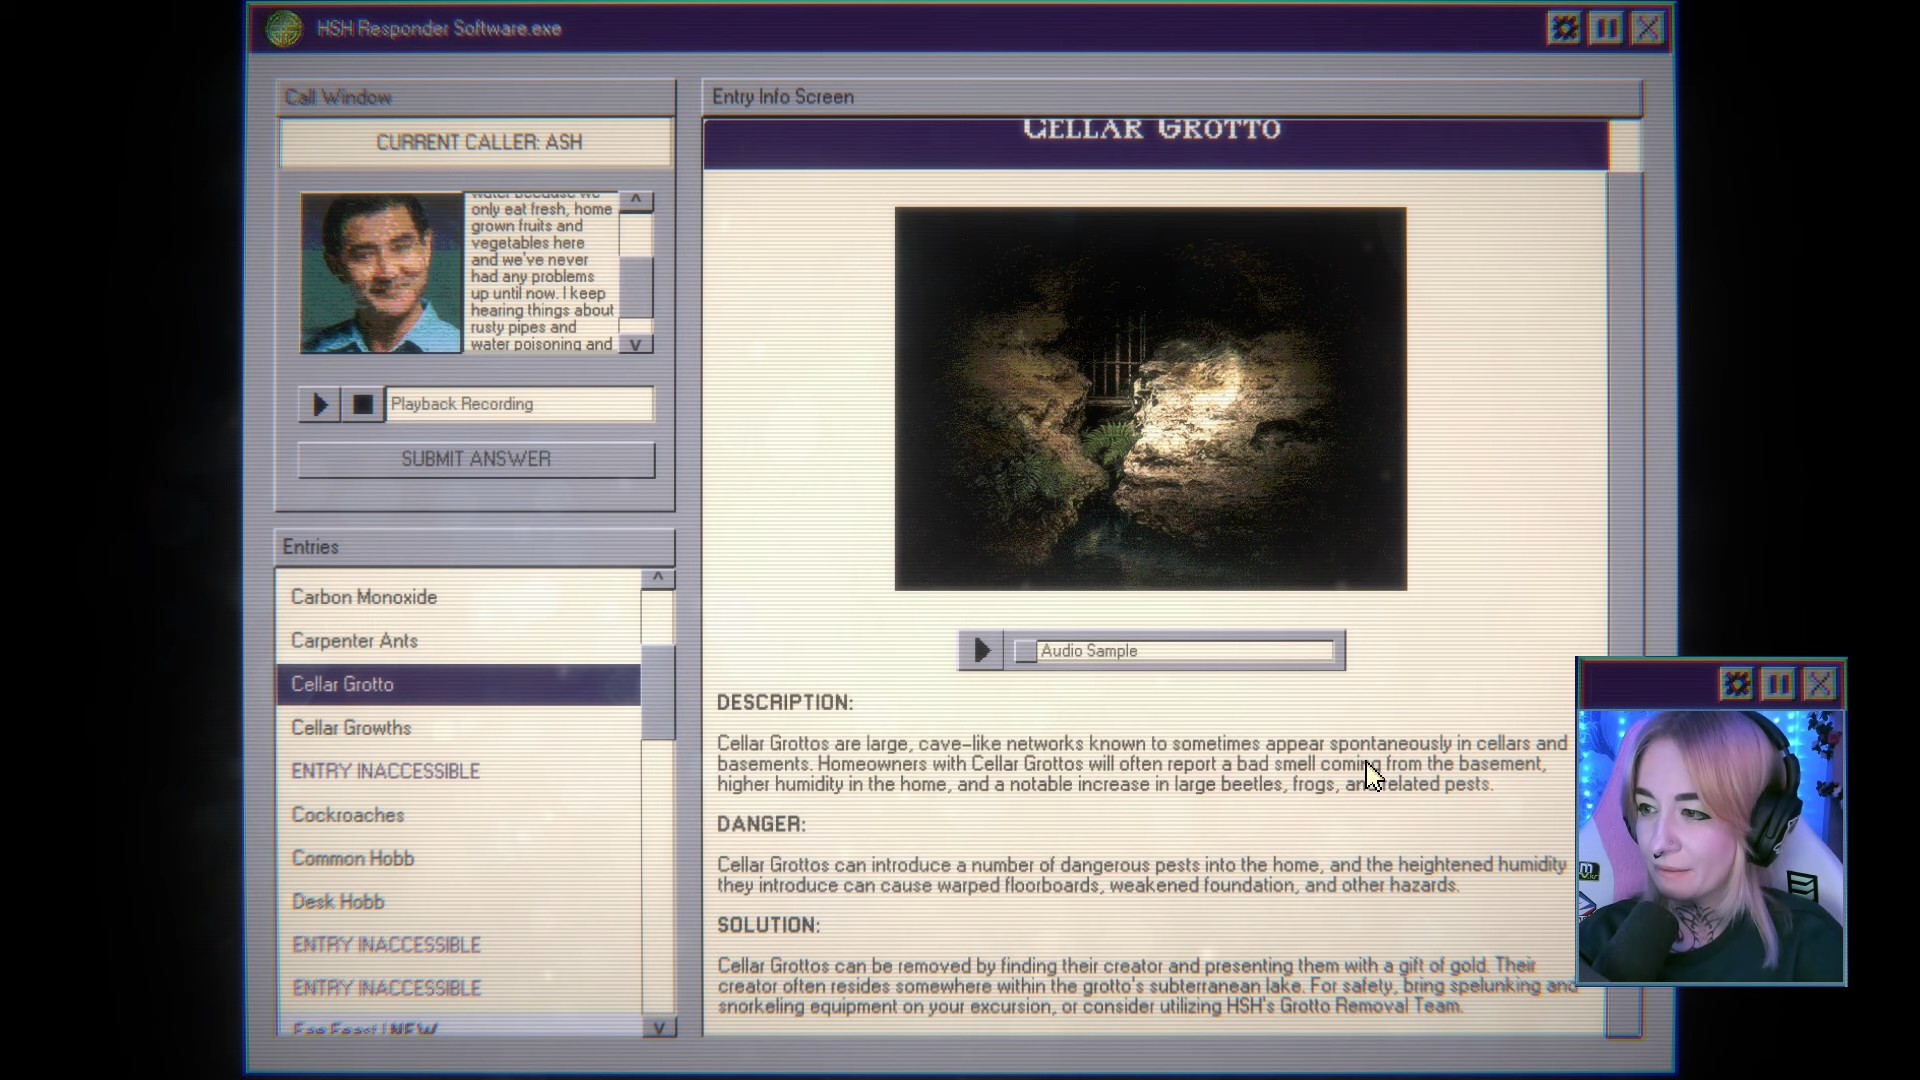 HSH Responder Software.exe
Call Window
CURRENT CALLER: ASH
water because we
only eat fresh, home
grown fruits and
vegetables here
and we've never
had any problems
up until now. I keep
hearing things about
rusty pipes and
water poisoning and
Playback Recording
SUBMIT ANSWER
Entries
Carbon Monoxide
Carpenter Ants
Cellar Grotto
Cellar Growths
ENTRY INACCESSIBLE
Cockroaches
Common Hobb
Desk Hobb
ENTRY INACCESSIBLE
ENTRY INACCESSIBLE
NEW
Entry Info Screen
CELLAR GROTTO
Audio Sample
DESCRIPTION:
Cellar Grottos are large, cave-like networks known to sometimes appear spontaneously in cellars and
basements. Homeowners with Cellar Grottos will often report a bad smell coming from the basement,
higher humidity in the home, and a notable increase in large beetles, frogs, and related pests.
DANGER:
Cellar Grottos can introduce a number of dangerous pests into the home, and the heightened humidity
they introduce can cause warped floorboards, weakened foundation, and other hazards.
SOLUTION:
Cellar Grottos can be removed by finding their creator and presenting them with a gift of gold. Their
creator often resides somewhere within the grotto's subterranean lake. For safety, bring spelunking and
snorkeling equipment on your excursion, or consider utilizing HSH's Grotto Removal Team.